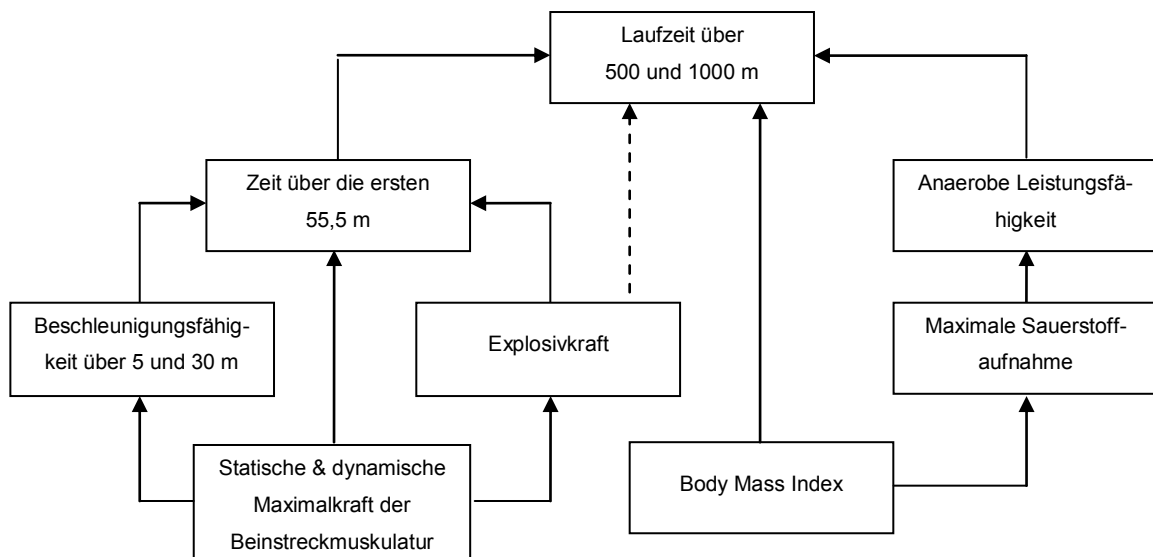 Laufzeit über
500 und 1000 m
Zeit über die ersten
55,5 m
Anaerobe Leistungsfä-
higkeit
Beschleunigungsfähig-
keit über 5 und 30 m
Explosivkraft
Maximale Sauerstoff-
aufnahme
Statische & dynamische
Maximalkraft der
Beinstreckmuskulatur
Body Mass Index